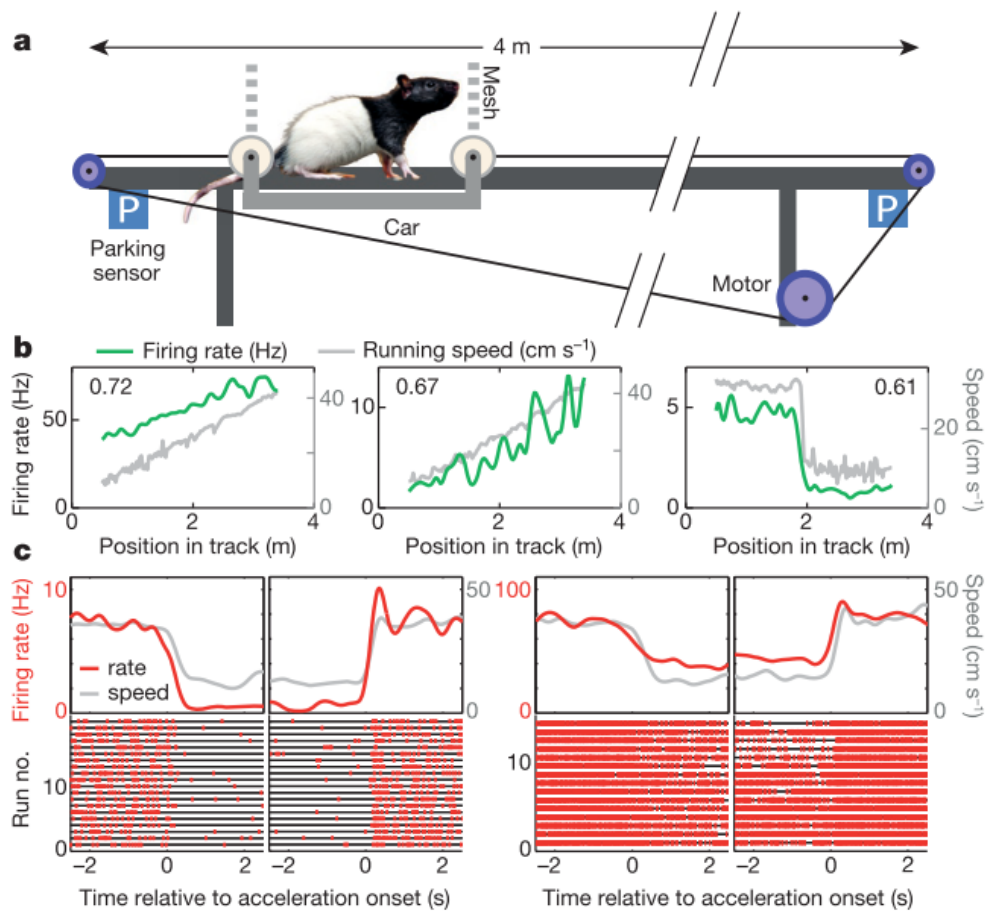 a
4 m
Mesh
P
P
Parking
sensor
Car
Motor
b
Firing rate (Hz)
Running speed (cm s⁻¹)
Firing rate (Hz)
50
0
0.72
40
0
0 2 4
Position in track (m)
10
0
0.67
40
0
0 2 4
Position in track (m)
5
0
0.61
20
0
Speed (cm s⁻¹)
0 2 4
Position in track (m)
c
Firing rate (Hz)
10
0
rate
speed
50
0
100
0
50
0
Speed (cm s⁻¹)
Run no.
10
0
10
0
−2 0 2
−2 0 2
−2 0 2
−2 0 2
Time relative to acceleration onset (s)
Time relative to acceleration onset (s)